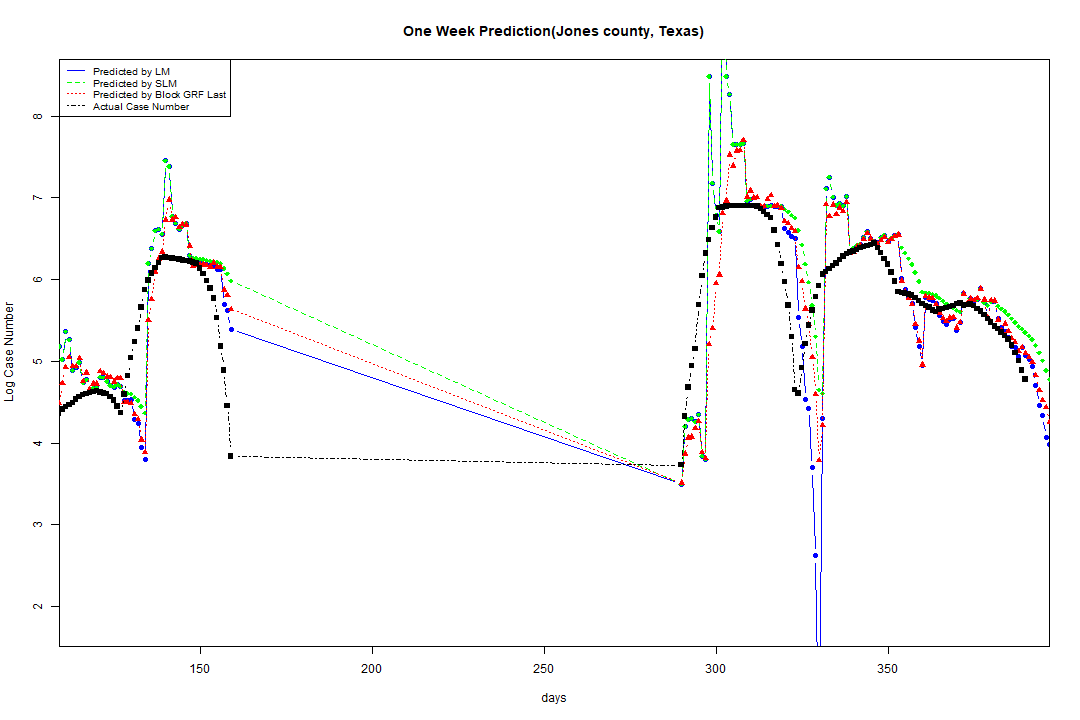 One Week Prediction(Jones county, Texas)
Predicted by LM
Predicted by SLM
Predicted by Block GRF Last
Actual Case Number
8
7
6
5
4
3
2
Log Case Number
150 200 250 300 350
days